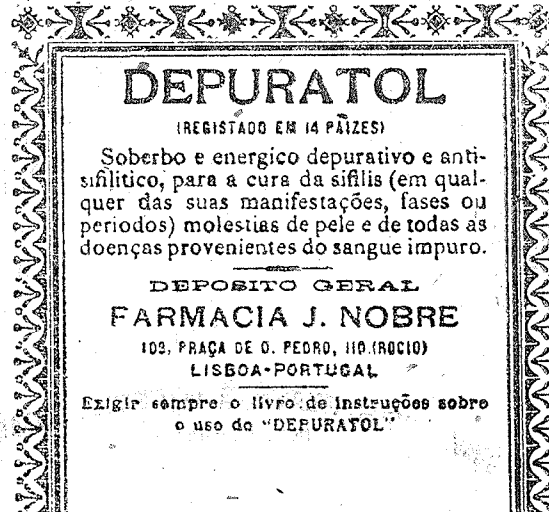 DEPURATOL
(REGISTADO EM 14 PAÌZES)
Soberbo e energico depurativo e anti-
sifilitico, para a cura da sifilis (em qual-
quer das suas manifestações, fases ou
periodos) molestias de pele e de todas as
doenças provenientes do sangue impuro.
DEPOSITO GERAL
FARMACIA J. NOBRE
109, PRAÇA DE D. PEDRO, 110 (ROCIO)
LISBOA-PORTUGAL
Exigir sempre o livro de instruções sobre
o uso do "DEPURATOL"